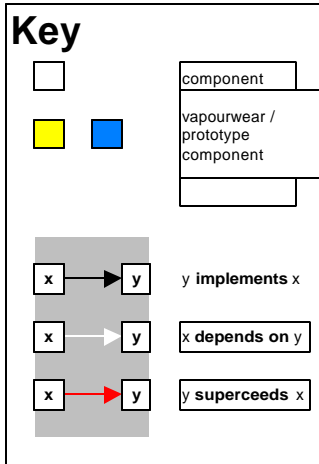 Key
component
vapourwear /
prototype
component
x y y implements x
x y x depends on y
x y y superceeds x